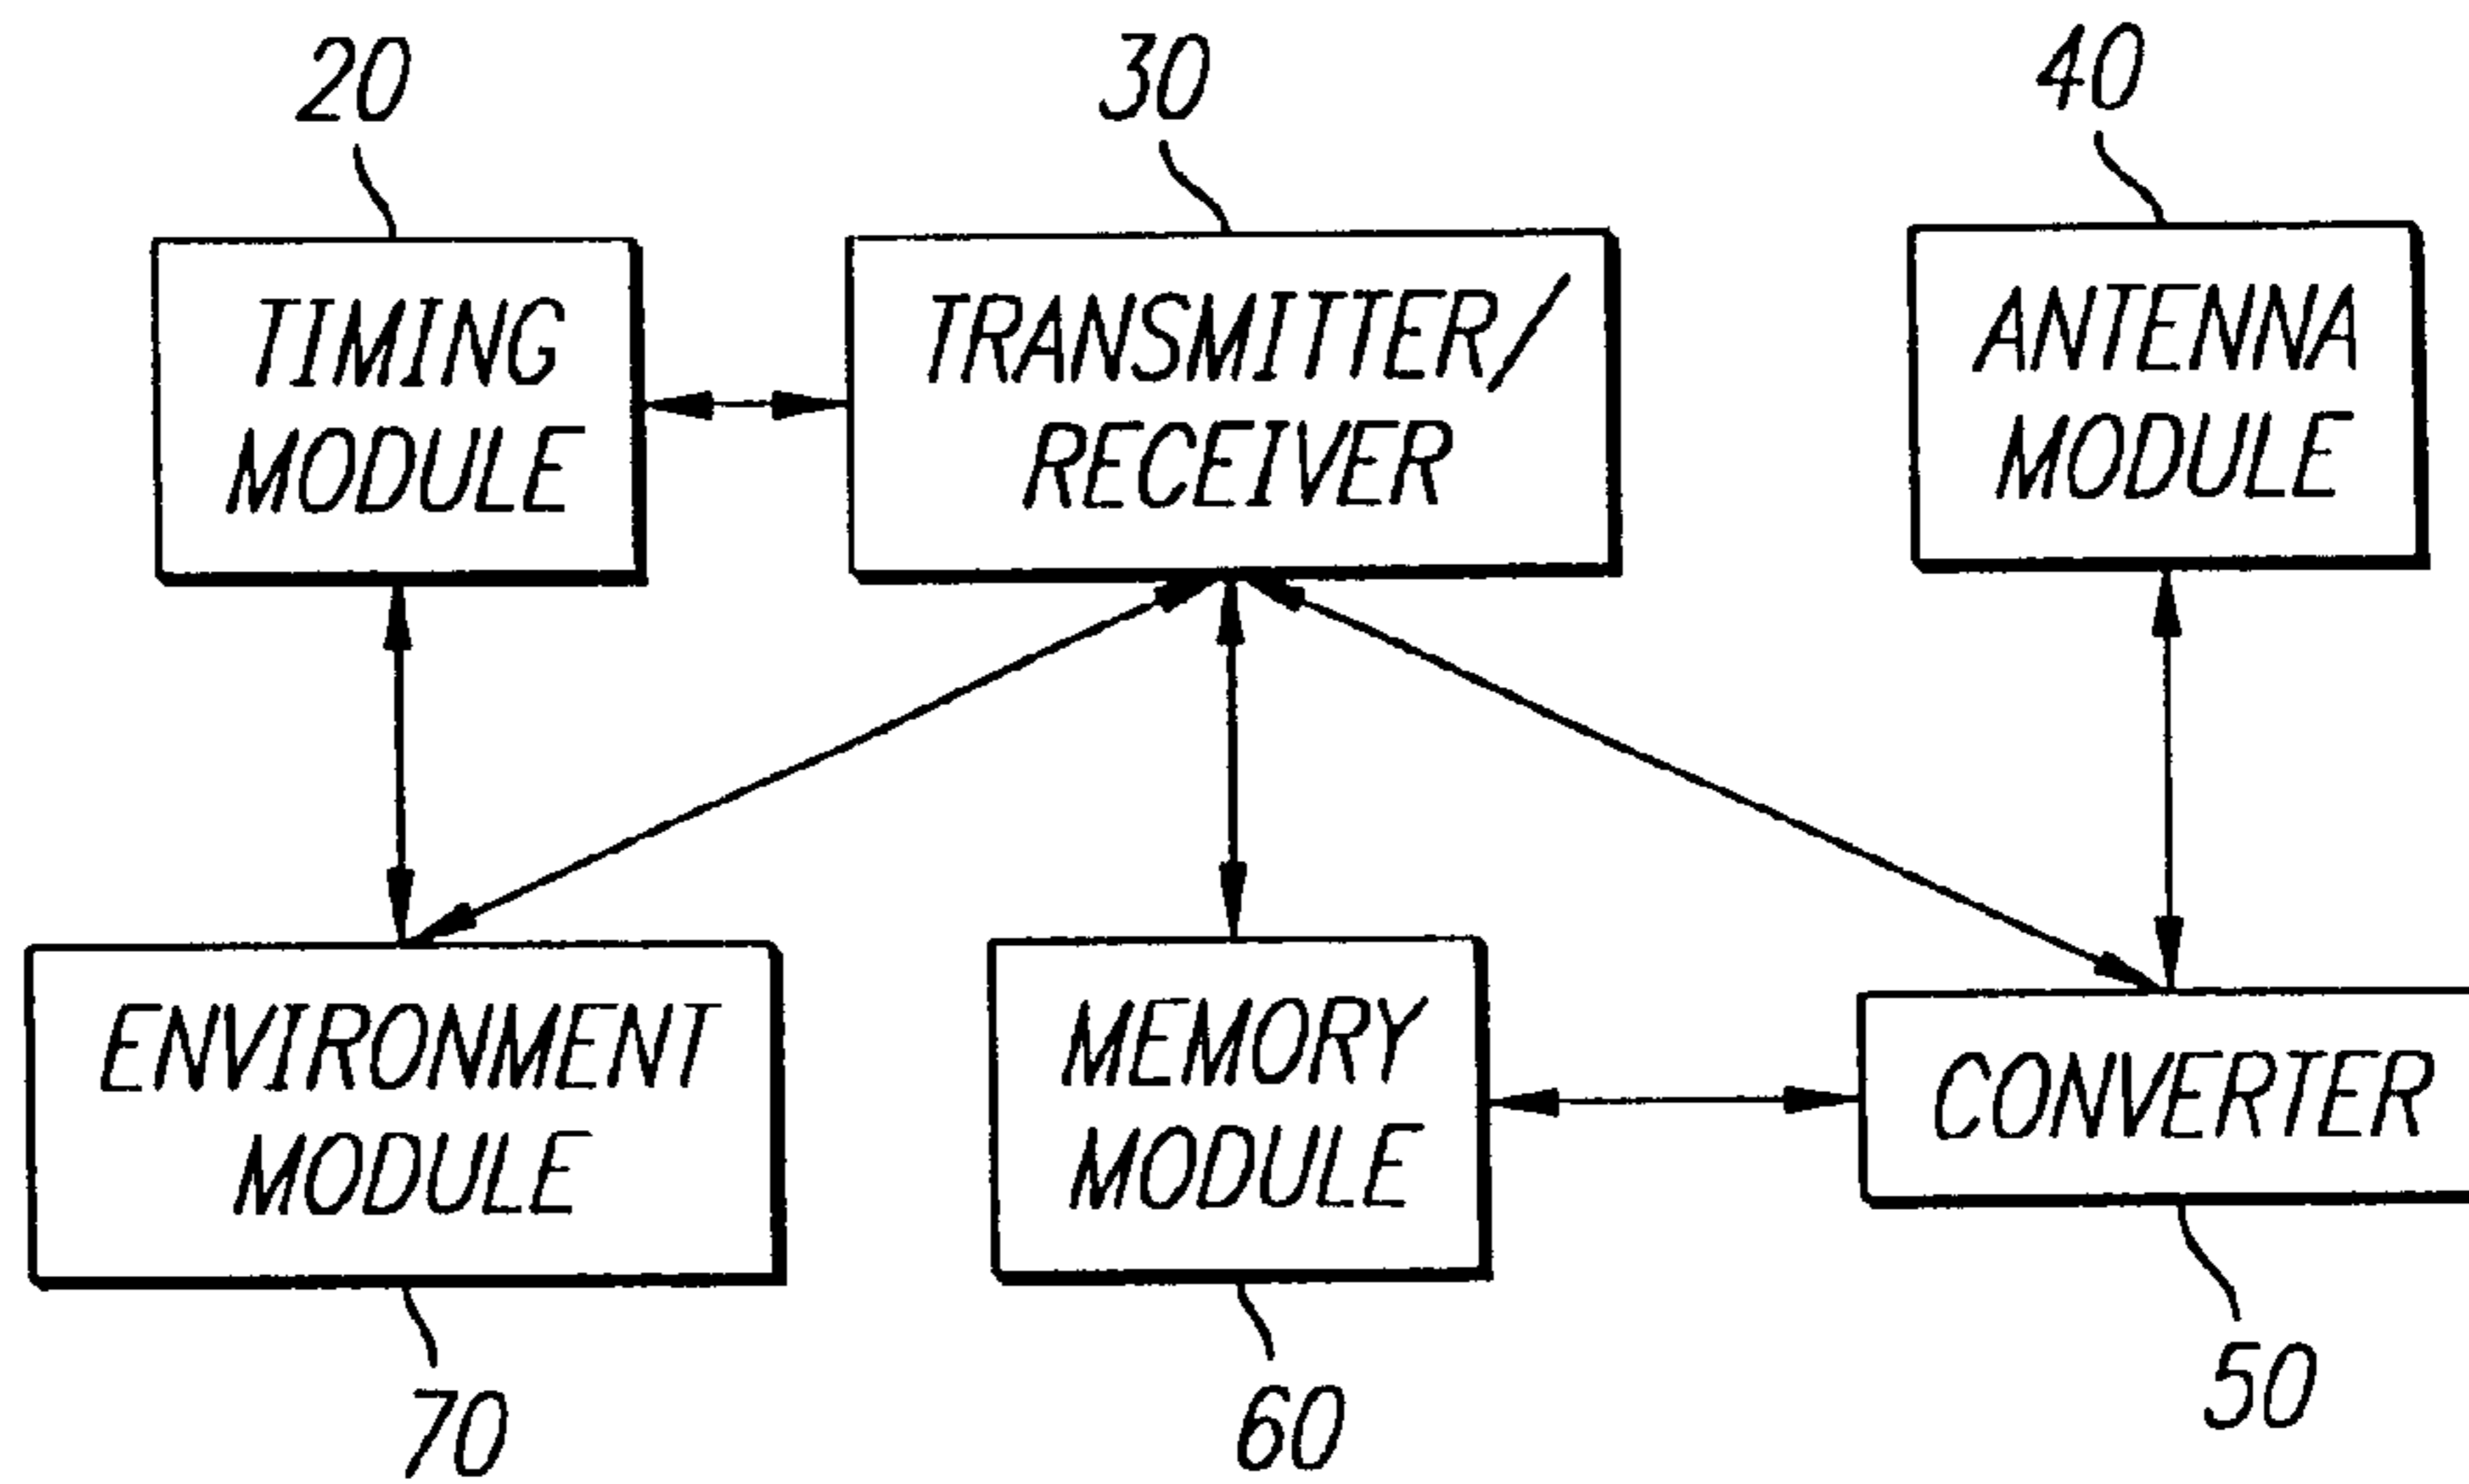 20
30
40
TIMING
MODULE
TRANSMITTER/
RECEIVER
ANTENNA
MODULE
ENVIRONMENT
MODULE
MEMORY
MODULE
CONVERTER
70
60
50